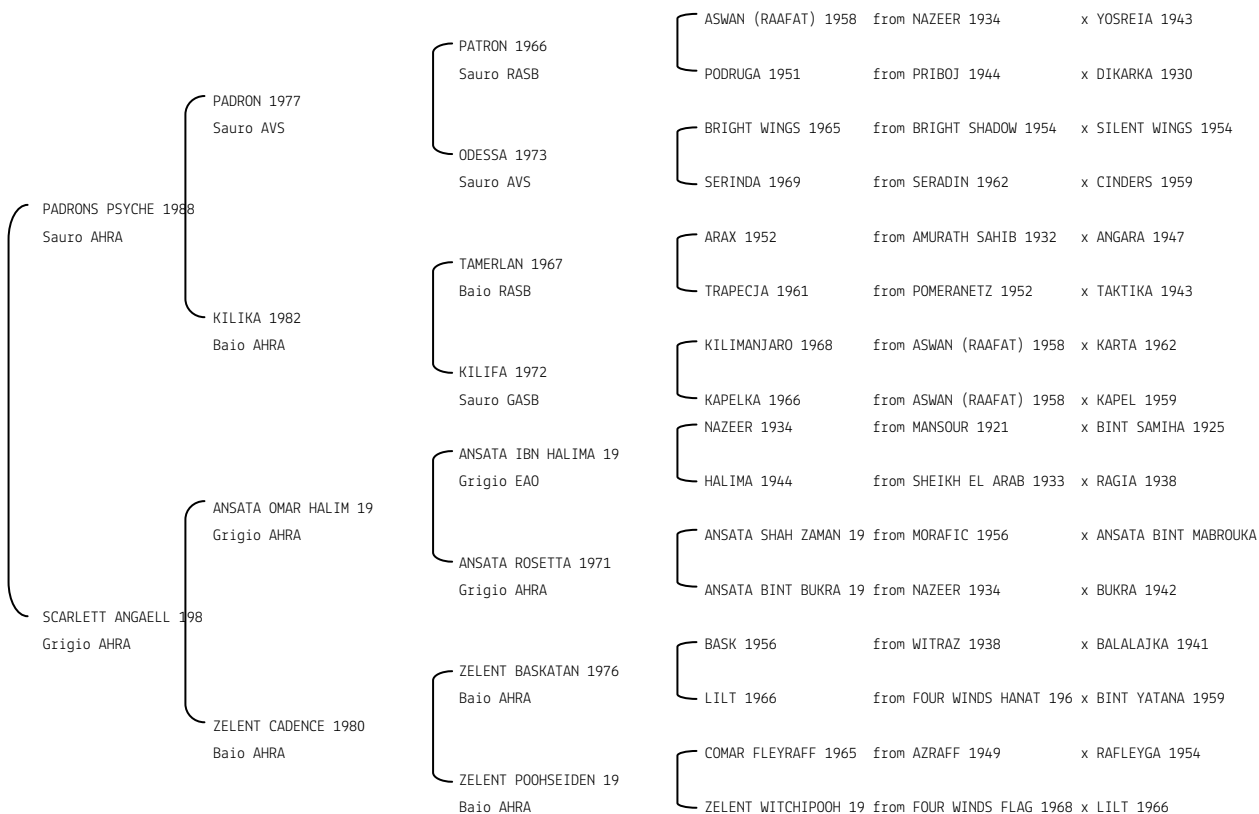 ASWAN (RAAFAT) 1958 from NAZEER 1934 x YOSREIA 1943
PATRON 1966
Sauro RASB
PODRUGA 1951 from PRIBOJ 1944 x DIKARKA 1930
PADRON 1977
Sauro AVS
BRIGHT WINGS 1965 from BRIGHT SHADOW 1954 x SILENT WINGS 1954
ODESSA 1973
Sauro AVS
SERINDA 1969 from SERADIN 1962 x CINDERS 1959
PADRONS PSYCHE 1988
Sauro AHRA
ARAX 1952 from AMURATH SAHIB 1932 x ANGARA 1947
TAMERLAN 1967
Baio RASB
TRAPECJA 1961 from POMERANETZ 1952 x TAKTIKA 1943
KILIKA 1982
Baio AHRA
KILIMANJARO 1968 from ASWAN (RAAFAT) 1958 x KARTA 1962
KILIFA 1972
Sauro GASB
KAPELKA 1966 from ASWAN (RAAFAT) 1958 x KAPEL 1959
NAZEER 1934 from MANSOUR 1921 x BINT SAMIHA 1925
ANSATA IBN HALIMA 19
Grigio EAO
HALIMA 1944 from SHEIKH EL ARAB 1933 x RAGIA 1938
ANSATA OMAR HALIM 19
Grigio AHRA
ANSATA SHAH ZAMAN 19 from MORAFIC 1956 x ANSATA BINT MABROUKA
ANSATA ROSETTA 1971
Grigio AHRA
ANSATA BINT BUKRA 19 from NAZEER 1934 x BUKRA 1942
SCARLETT ANGAELL 198
Grigio AHRA
BASK 1956 from WITRAZ 1938 x BALALAJKA 1941
ZELENT BASKATAN 1976
Baio AHRA
LILT 1966 from FOUR WINDS HANAT 196 x BINT YATANA 1959
ZELENT CADENCE 1980
Baio AHRA
COMAR FLEYRAFF 1965 from AZRAFF 1949 x RAFLEYGA 1954
ZELENT POOHSEIDEN 19
Baio AHRA
ZELENT WITCHIPOOH 19 from FOUR WINDS FLAG 1968 x LILT 1966